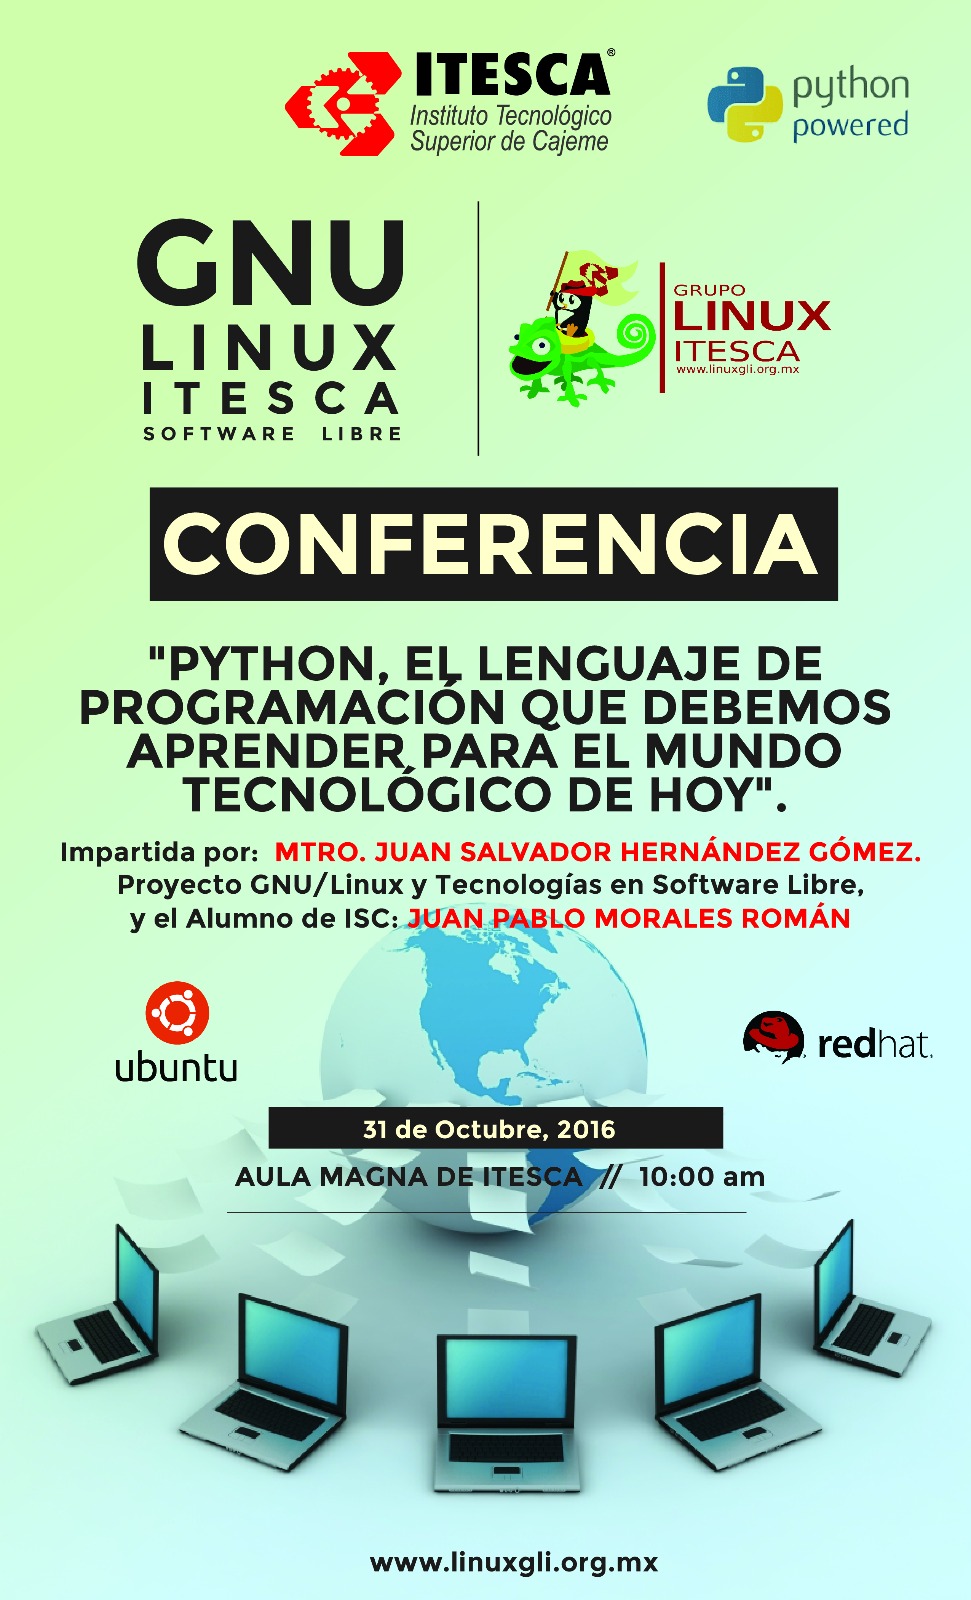 ITESCA®
Instituto Tecnológico
Superior de Cajeme
python
powered
GNU
LINUX
ITESCA
SOFTWARE LIBRE
GRUPO
LINUX
ITESCA
www.linuxgli.org.mx
CONFERENCIA
"PYTHON, EL LENGUAJE DE
PROGRAMACIÓN QUE DEBEMOS
APRENDER PARA EL MUNDO
TECNOLÓGICO DE HOY".
Impartida por: MTRO. JUAN SALVADOR HERNÁNDEZ GÓMEZ.
Proyecto GNU/Linux y Tecnologías en Software Libre,
y el Alumno de ISC: JUAN PABLO MORALES ROMÁN
ubuntu
redhat.
31 de Octubre, 2016
AULA MAGNA DE ITESCA // 10:00 am
www.linuxgli.org.mx